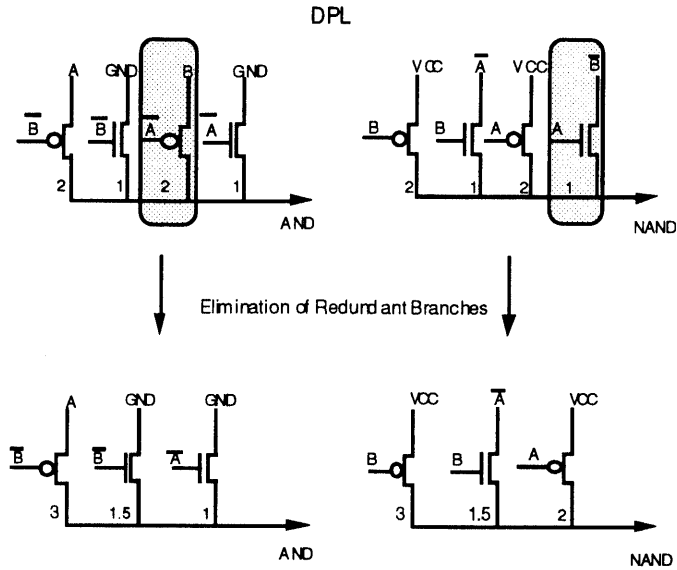 DPL
A GND B GND VCC A̅ VCC B̅
B̅ B̅ A̅ A̅ B B A A
2 1 2 1 2 1 2 1
AND NAND
Elimination of Redundant Branches
A GND GND VCC A̅ VCC
B̅ B̅ A̅ B B A
3 1.5 1 3 1.5 2
AND NAND